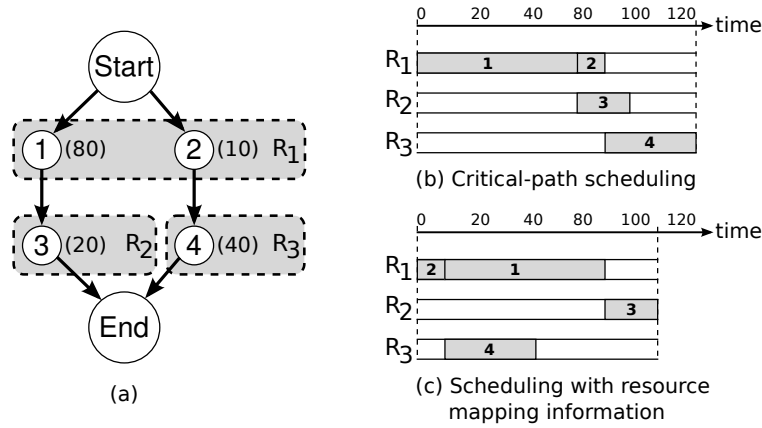 Start
1 (80) 2 (10) R1
3 (20) R2 4 (40) R3
End
(a)
0 20 40 80 100 120 time
R1 1 2
R2 3
R3 4
(b) Critical-path scheduling
0 20 40 80 100 120 time
R1 2 1
R2 3
R3 4
(c) Scheduling with resource
mapping information